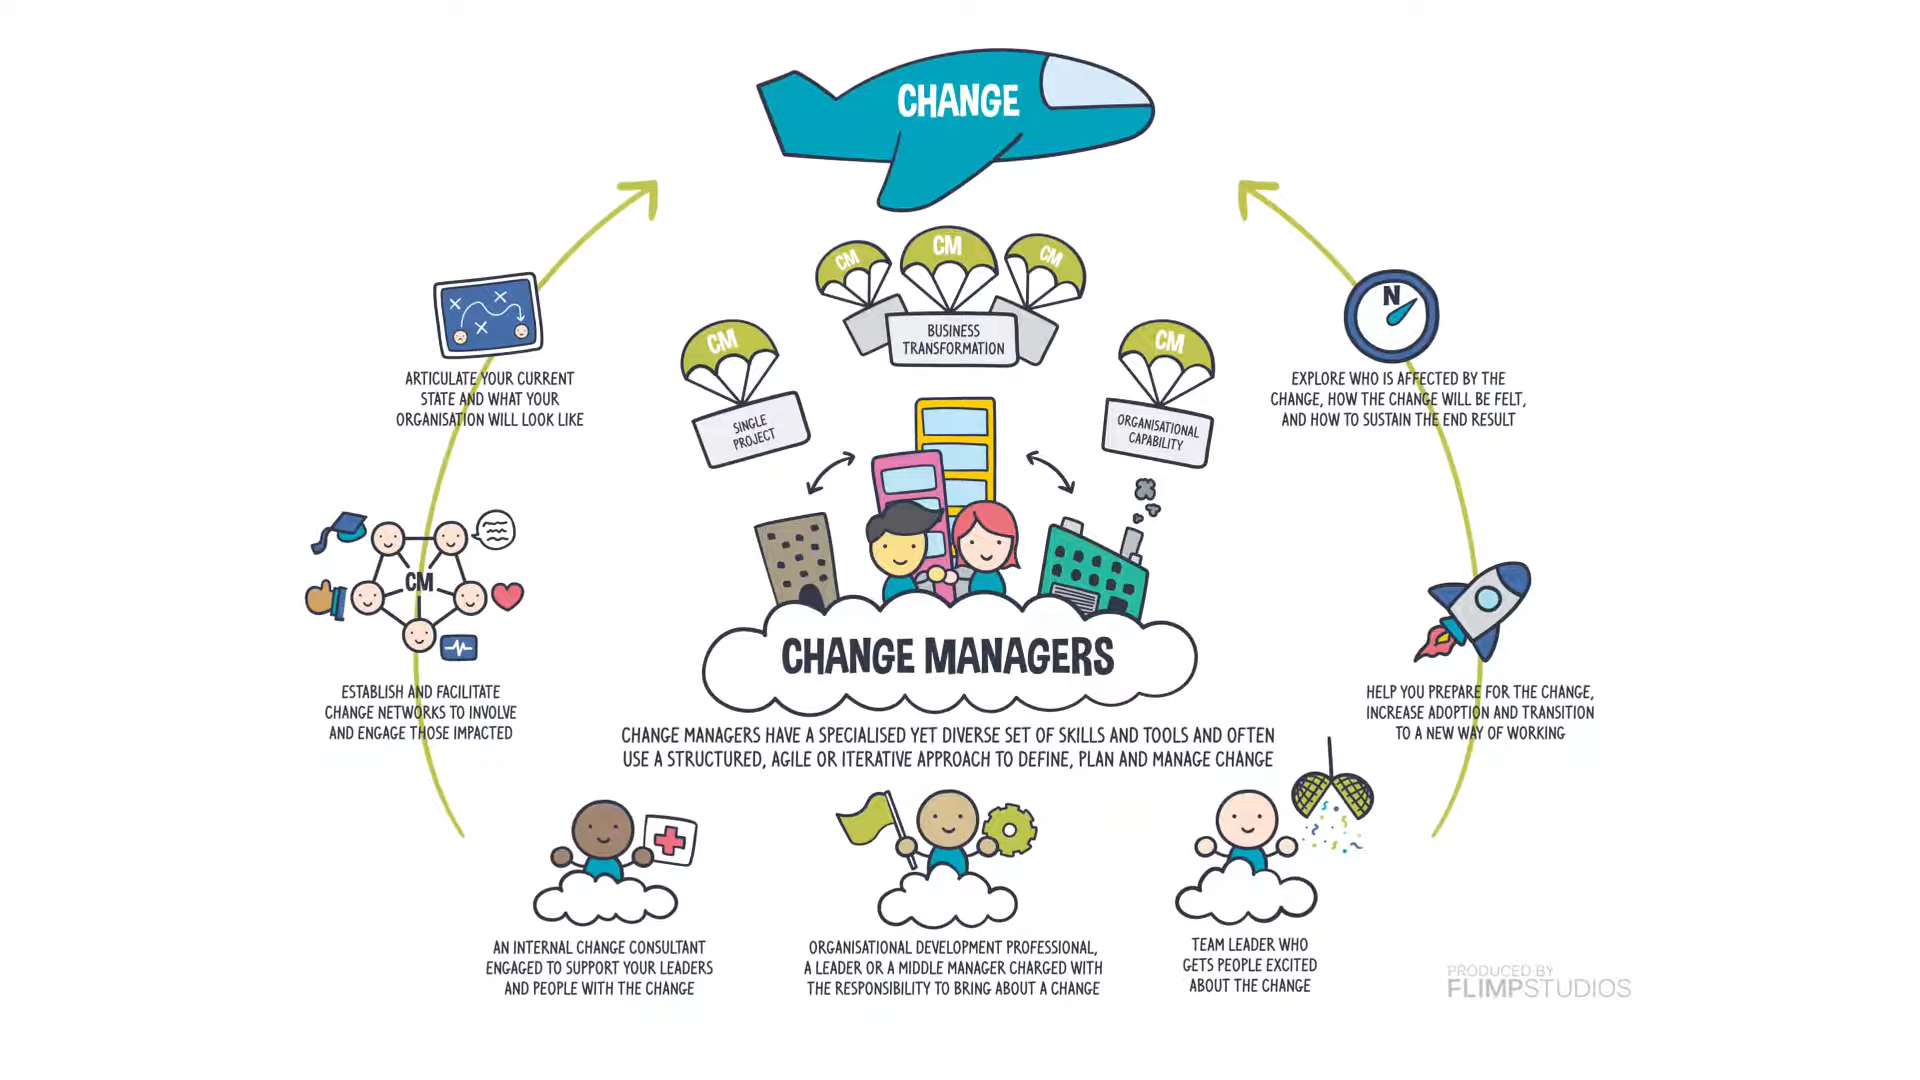 CHANGE
CM
CM
CM
BUSINESS
TRANSFORMATION
CM
SINGLE
PROJECT
CM
ORGANISATIONAL
CAPABILITY
N
ARTICULATE YOUR CURRENT
STATE AND WHAT YOUR
ORGANISATION WILL LOOK LIKE
EXPLORE WHO IS AFFECTED BY THE
CHANGE, HOW THE CHANGE WILL BE FELT,
AND HOW TO SUSTAIN THE END RESULT
CM
ESTABLISH AND FACILITATE
CHANGE NETWORKS TO INVOLVE
AND ENGAGE THOSE IMPACTED
CHANGE MANAGERS
CHANGE MANAGERS HAVE A SPECIALISED YET DIVERSE SET OF SKILLS AND TOOLS AND OFTEN
USE A STRUCTURED, AGILE OR ITERATIVE APPROACH TO DEFINE, PLAN AND MANAGE CHANGE
HELP YOU PREPARE FOR THE CHANGE,
INCREASE ADOPTION AND TRANSITION
TO A NEW WAY OF WORKING
AN INTERNAL CHANGE CONSULTANT
ENGAGED TO SUPPORT YOUR LEADERS
AND PEOPLE WITH THE CHANGE
ORGANISATIONAL DEVELOPMENT PROFESSIONAL,
A LEADER OR A MIDDLE MANAGER CHARGED WITH
THE RESPONSIBILITY TO BRING ABOUT A CHANGE
TEAM LEADER WHO
GETS PEOPLE EXCITED
ABOUT THE CHANGE
PRODUCED BY
FLIMPSTUDIOS